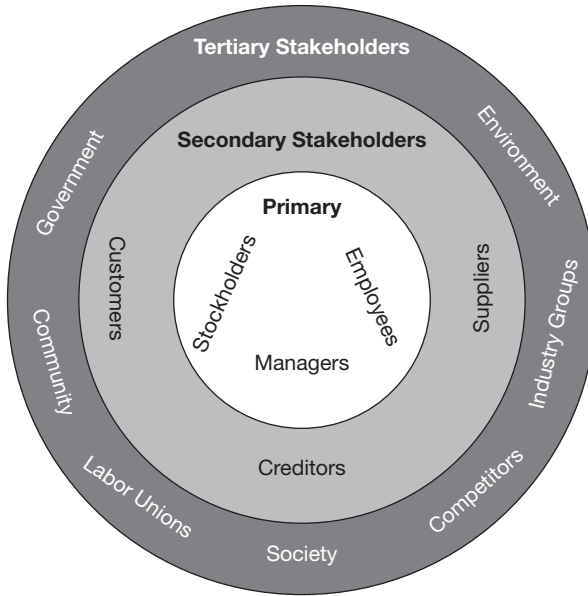 Tertiary Stakeholders
Government
Environment
Community
Industry Groups
Labor Unions
Competitors
Society
Secondary Stakeholders
Customers
Suppliers
Creditors
Primary
Stockholders
Employees
Managers